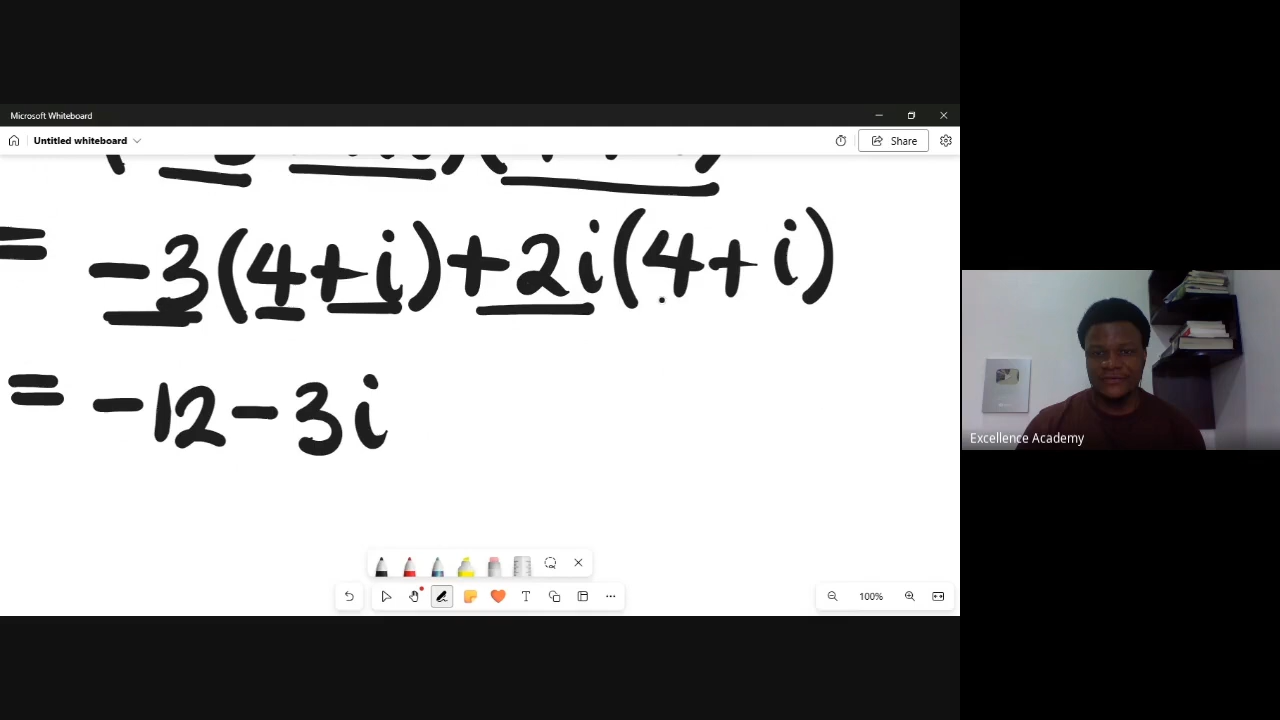 Microsoft Whiteboard
Untitled whiteboard
Share
= -3(4+i)+2i(4+i)
= -12-3i
Excellence Academy
T
100%